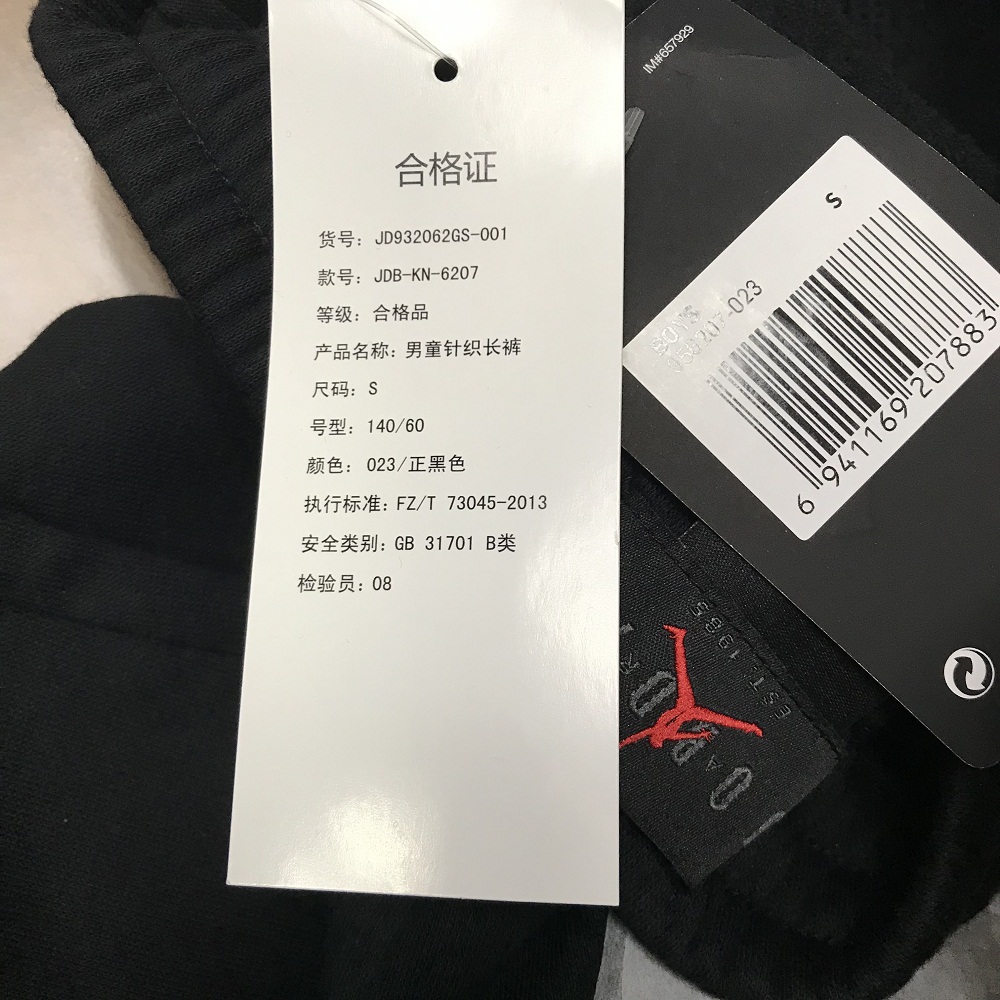 合格证
货号: JD932062GS-001
款号: JDB-KN-6207
等级: 合格品
产品名称: 男童针织长裤
尺码: S
号型: 140/60
颜色: 023/正黑色
执行标准: FZ/T 73045-2013
安全类别: GB 31701 B类
检验员: 08
IM#657929
S
BOYS
6 941169 207883
EST. 1985